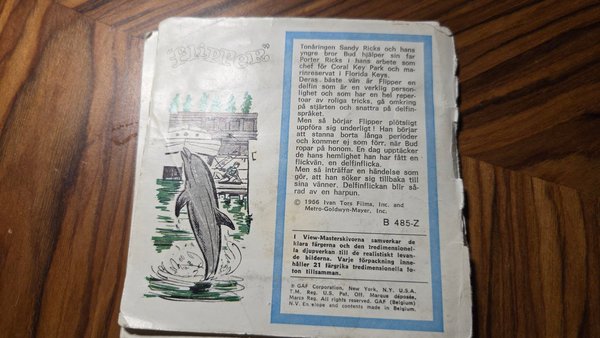 "FLIPPER"
Tonåringen Sandy Ricks och hans
yngre bror Bud hjälper sin far
Porter Ricks i hans arbete som
chef för Coral Key Park och ma-
rinreservat i Florida Keys.
Deras bäste vän är Flipper en
delfin som är en verklig person-
lighet och som har en hel reper-
toar av roliga tricks, gå omkring
på stjärten och snattra på delfin-
språket.
Men så börjar Flipper plötsligt
uppföra sig underligt! Han börjar
att stanna borta långa perioder
och kommer ej som förr, när Bud
ropar på honom. En dag upptäcker
de hans hemlighet han har fått en
flickvän, en delfinflicka.
Men så inträffar en händelse som
gör, att han söker sig tillbaka till
sina vänner. Delfinflickan blir så-
rad av en harpun.
© 1966 Ivan Tors Films, Inc. and
Metro-Goldwyn-Mayer, Inc.
B 485-Z
I View-Masterskivorna samverkar de
klara färgerna och den tredimensionel-
la djupverkan till de realistiskt levan-
de bilderna. Varje förpackning inne-
håller 21 färgrika tredimensionella fo-
ton tillsamman.
® GAF Corporation, New York, N.Y. U.S.A.
T.M. Reg. U.S. Pat. Off. Marque déposée,
Marca Reg. All rights reserved. GAF (Belgium)
N.V. Envelope and contents made in Belgium.